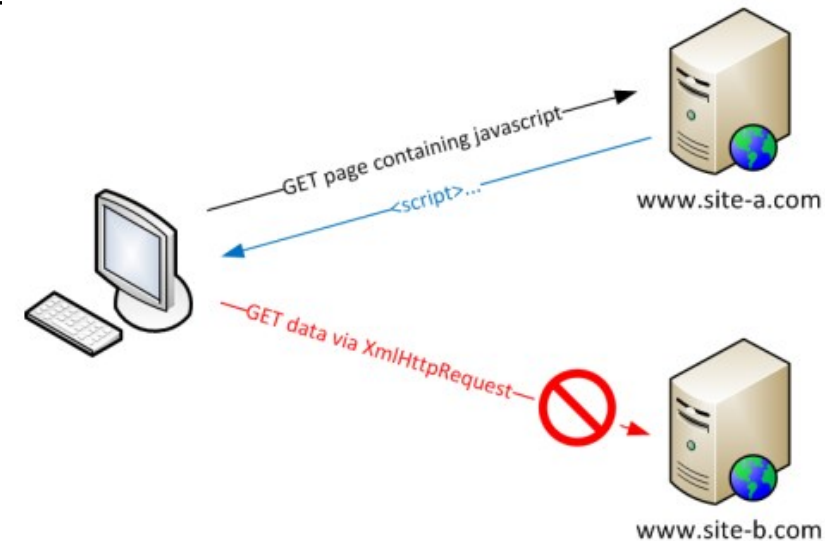 GET page containing javascript
<script>...
www.site-a.com
GET data via XmlHttpRequest
www.site-b.com